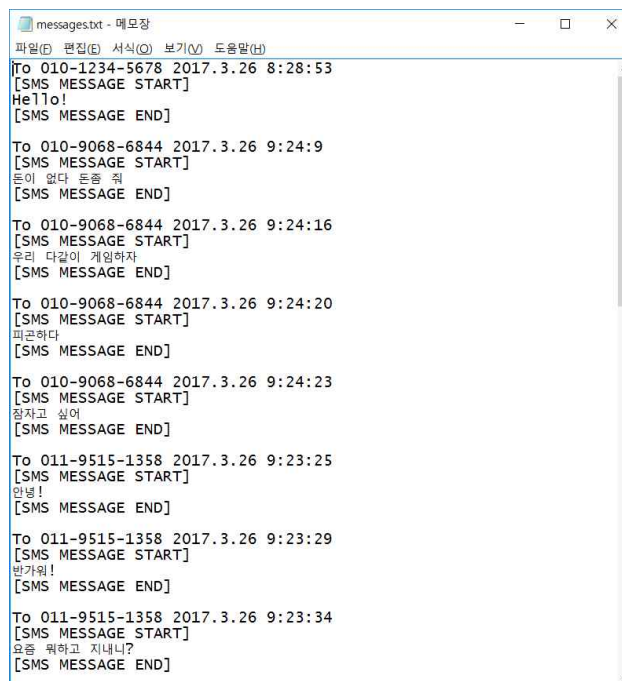 messages.txt - 메모장
파일(F) 편집(E) 서식(O) 보기(V) 도움말(H)
To 010-1234-5678 2017.3.26 8:28:53
[SMS MESSAGE START]
Hello!
[SMS MESSAGE END]
To 010-9068-6844 2017.3.26 9:24:9
[SMS MESSAGE START]
돈이 없다 돈좀 줘
[SMS MESSAGE END]
To 010-9068-6844 2017.3.26 9:24:16
[SMS MESSAGE START]
우리 다같이 게임하자
[SMS MESSAGE END]
To 010-9068-6844 2017.3.26 9:24:20
[SMS MESSAGE START]
피곤하다
[SMS MESSAGE END]
To 010-9068-6844 2017.3.26 9:24:23
[SMS MESSAGE START]
잠자고 싶어
[SMS MESSAGE END]
To 011-9515-1358 2017.3.26 9:23:25
[SMS MESSAGE START]
안녕!
[SMS MESSAGE END]
To 011-9515-1358 2017.3.26 9:23:29
[SMS MESSAGE START]
반가워!
[SMS MESSAGE END]
To 011-9515-1358 2017.3.26 9:23:34
[SMS MESSAGE START]
요즘 뭐하고 지내니?
[SMS MESSAGE END]